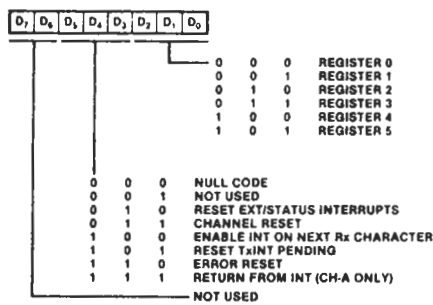 D₇ D₆ D₅ D₄ D₃ D₂ D₁ D₀
0 0 0 REGISTER 0
0 0 1 REGISTER 1
0 1 0 REGISTER 2
0 1 1 REGISTER 3
1 0 0 REGISTER 4
1 0 1 REGISTER 5
0 0 0 NULL CODE
0 0 1 NOT USED
0 1 0 RESET EXT/STATUS INTERRUPTS
0 1 1 CHANNEL RESET
1 0 0 ENABLE INT ON NEXT Rx CHARACTER
1 0 1 RESET TxINT PENDING
1 1 0 ERROR RESET
1 1 1 RETURN FROM INT (CH-A ONLY)
NOT USED